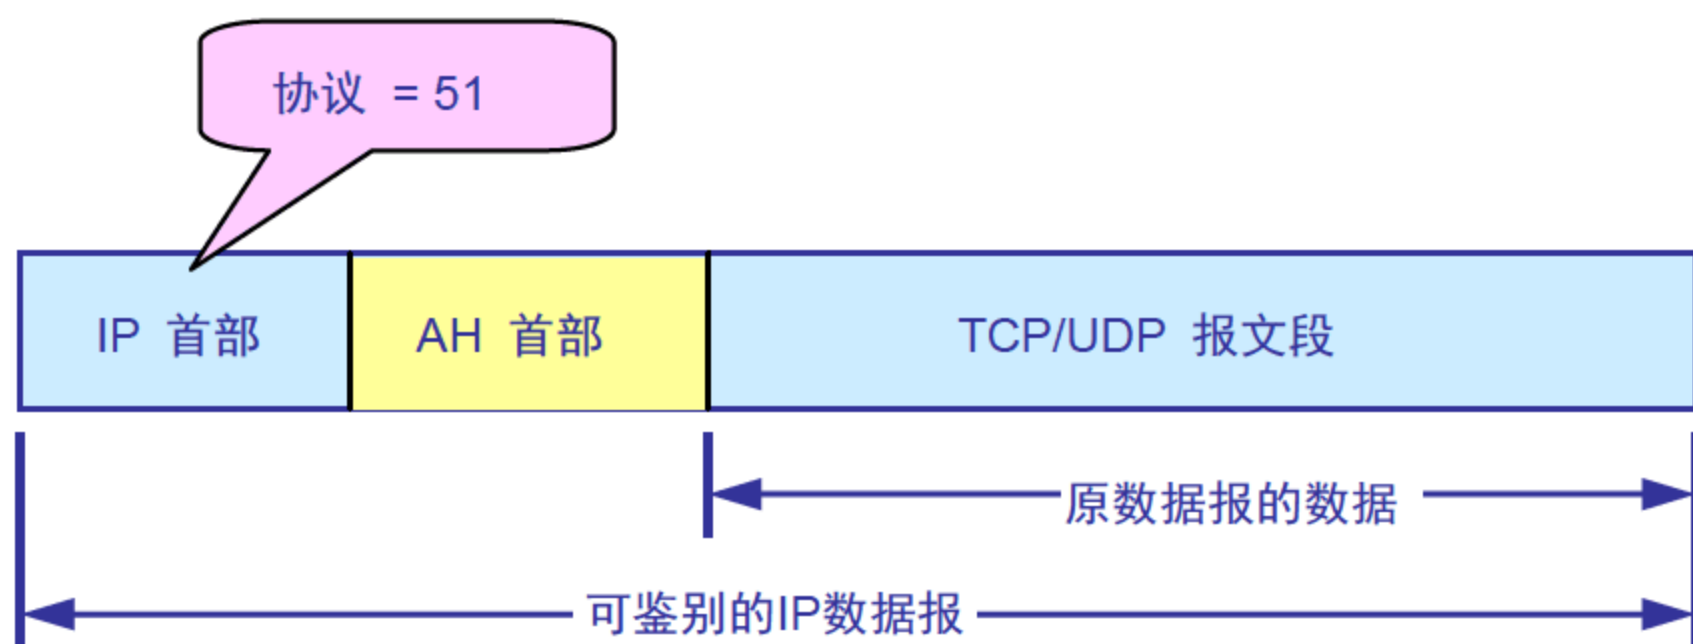 协议 = 51
IP 首部 AH 首部 TCP/UDP 报文段
原数据报的数据
可鉴别的IP数据报